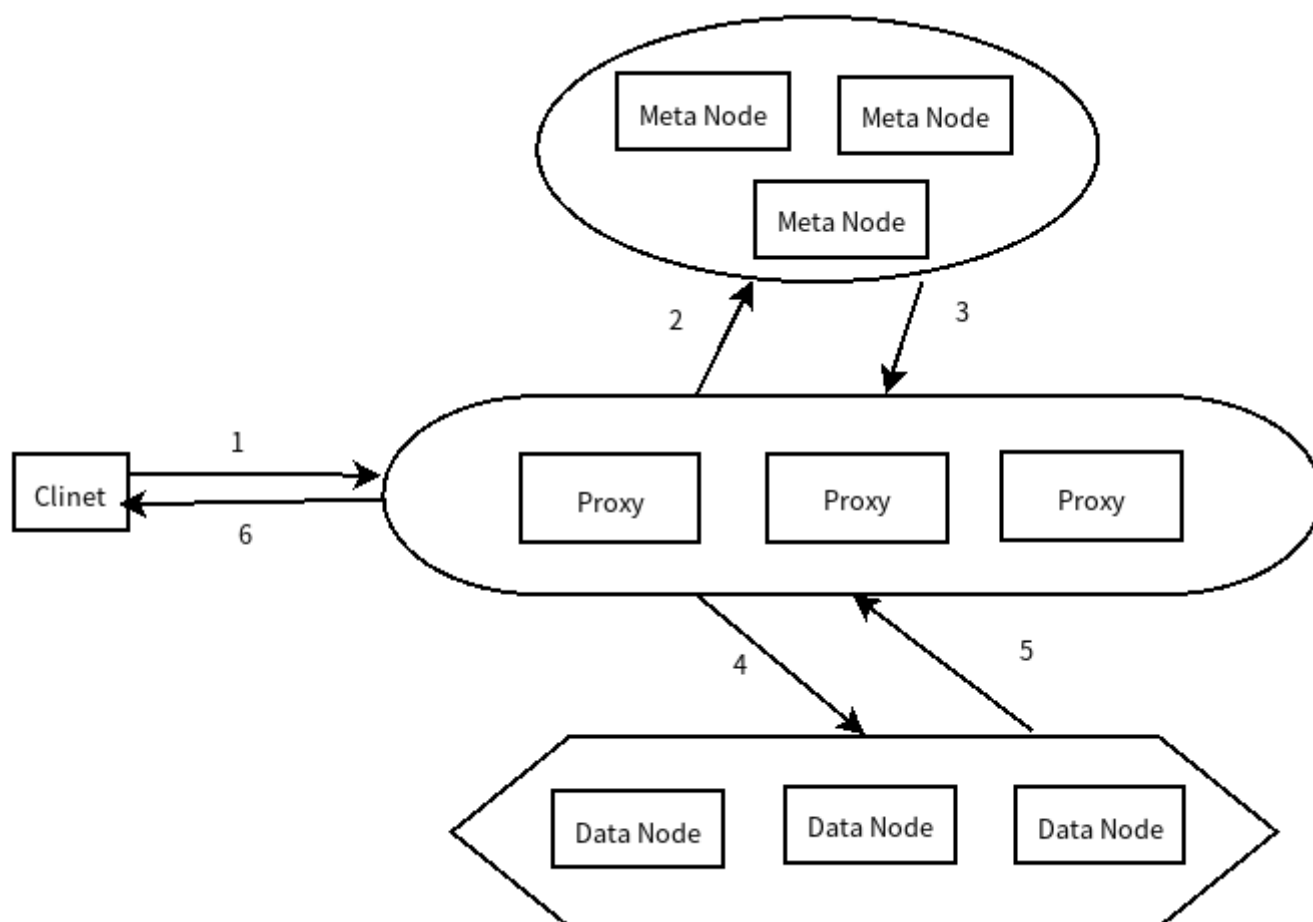 Meta Node
Meta Node
Meta Node
2
3
1
Clinet
Proxy
Proxy
Proxy
6
4
5
Data Node
Data Node
Data Node